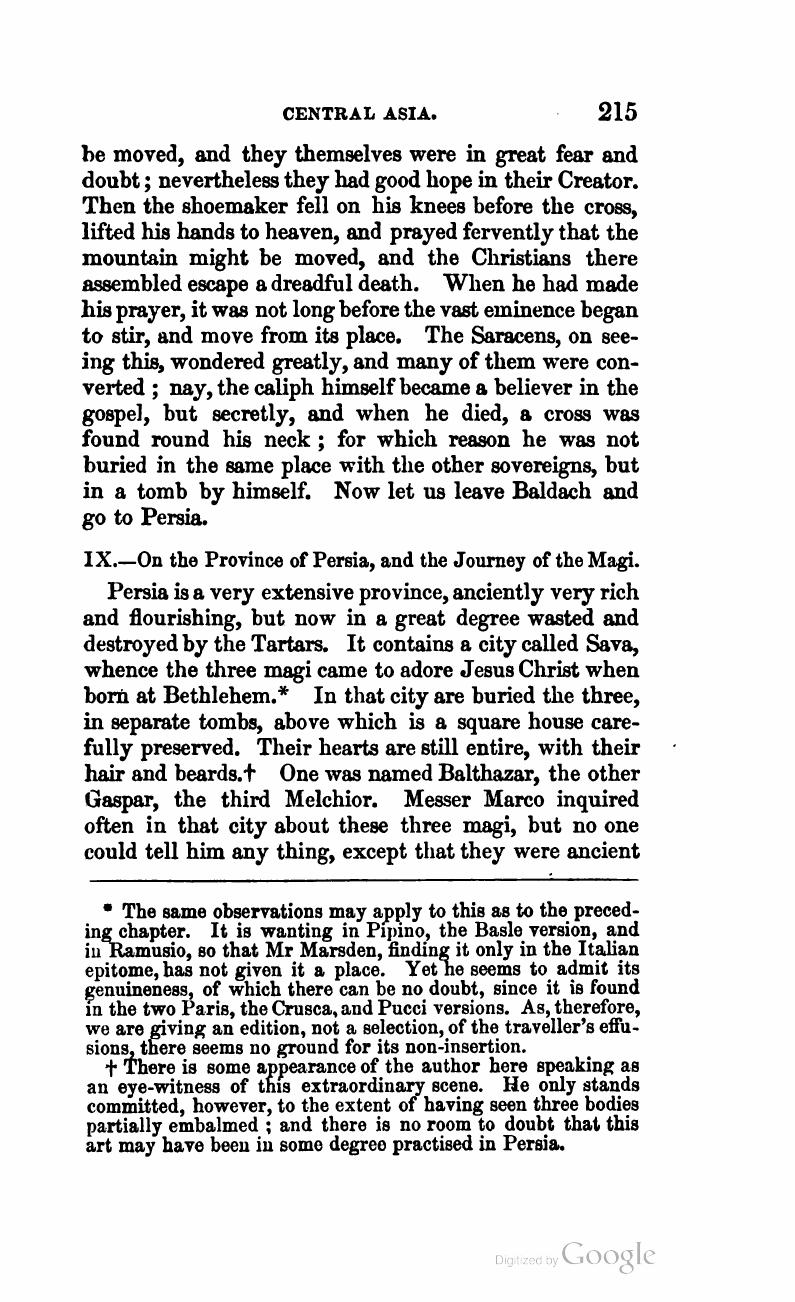 CENTRAL ASIA. 215
be moved, and they themselves were in great fear and
doubt; nevertheless they had good hope in their Creator.
Then the shoemaker fell on his knees before the cross,
lifted his hands to heaven, and prayed fervently that the
mountain might be moved, and the Christians there
assembled escape a dreadful death. When he had made
his prayer, it was not long before the vast eminence began
to stir, and move from its place. The Saracens, on see-
ing this, wondered greatly, and many of them were con-
verted ; nay, the caliph himself became a believer in the
gospel, but secretly, and when he died, a cross was
found round his neck ; for which reason he was not
buried in the same place with the other sovereigns, but
in a tomb by himself. Now let us leave Baldach and
go to Persia.
IX.—On the Province of Persia, and the Journey of the Magi.
Persia is a very extensive province, anciently very rich
and flourishing, but now in a great degree wasted and
destroyed by the Tartars. It contains a city called Sava,
whence the three magi came to adore Jesus Christ when
born at Bethlehem.* In that city are buried the three,
in separate tombs, above which is a square house care-
fully preserved. Their hearts are still entire, with their
hair and beards.† One was named Balthazar, the other
Gaspar, the third Melchior. Messer Marco inquired
often in that city about these three magi, but no one
could tell him any thing, except that they were ancient
* The same observations may apply to this as to the preced-
ing chapter. It is wanting in Pipino, the Basle version, and
in Ramusio, so that Mr Marsden, finding it only in the Italian
epitome, has not given it a place. Yet he seems to admit its
genuineness, of which there can be no doubt, since it is found
in the two Paris, the Crusca, and Pucci versions. As, therefore,
we are giving an edition, not a selection, of the traveller's effu-
sions, there seems no ground for its non-insertion.
† There is some appearance of the author here speaking as
an eye-witness of this extraordinary scene. He only stands
committed, however, to the extent of having seen three bodies
partially embalmed ; and there is no room to doubt that this
art may have been in some degree practised in Persia.
Digitized by Google